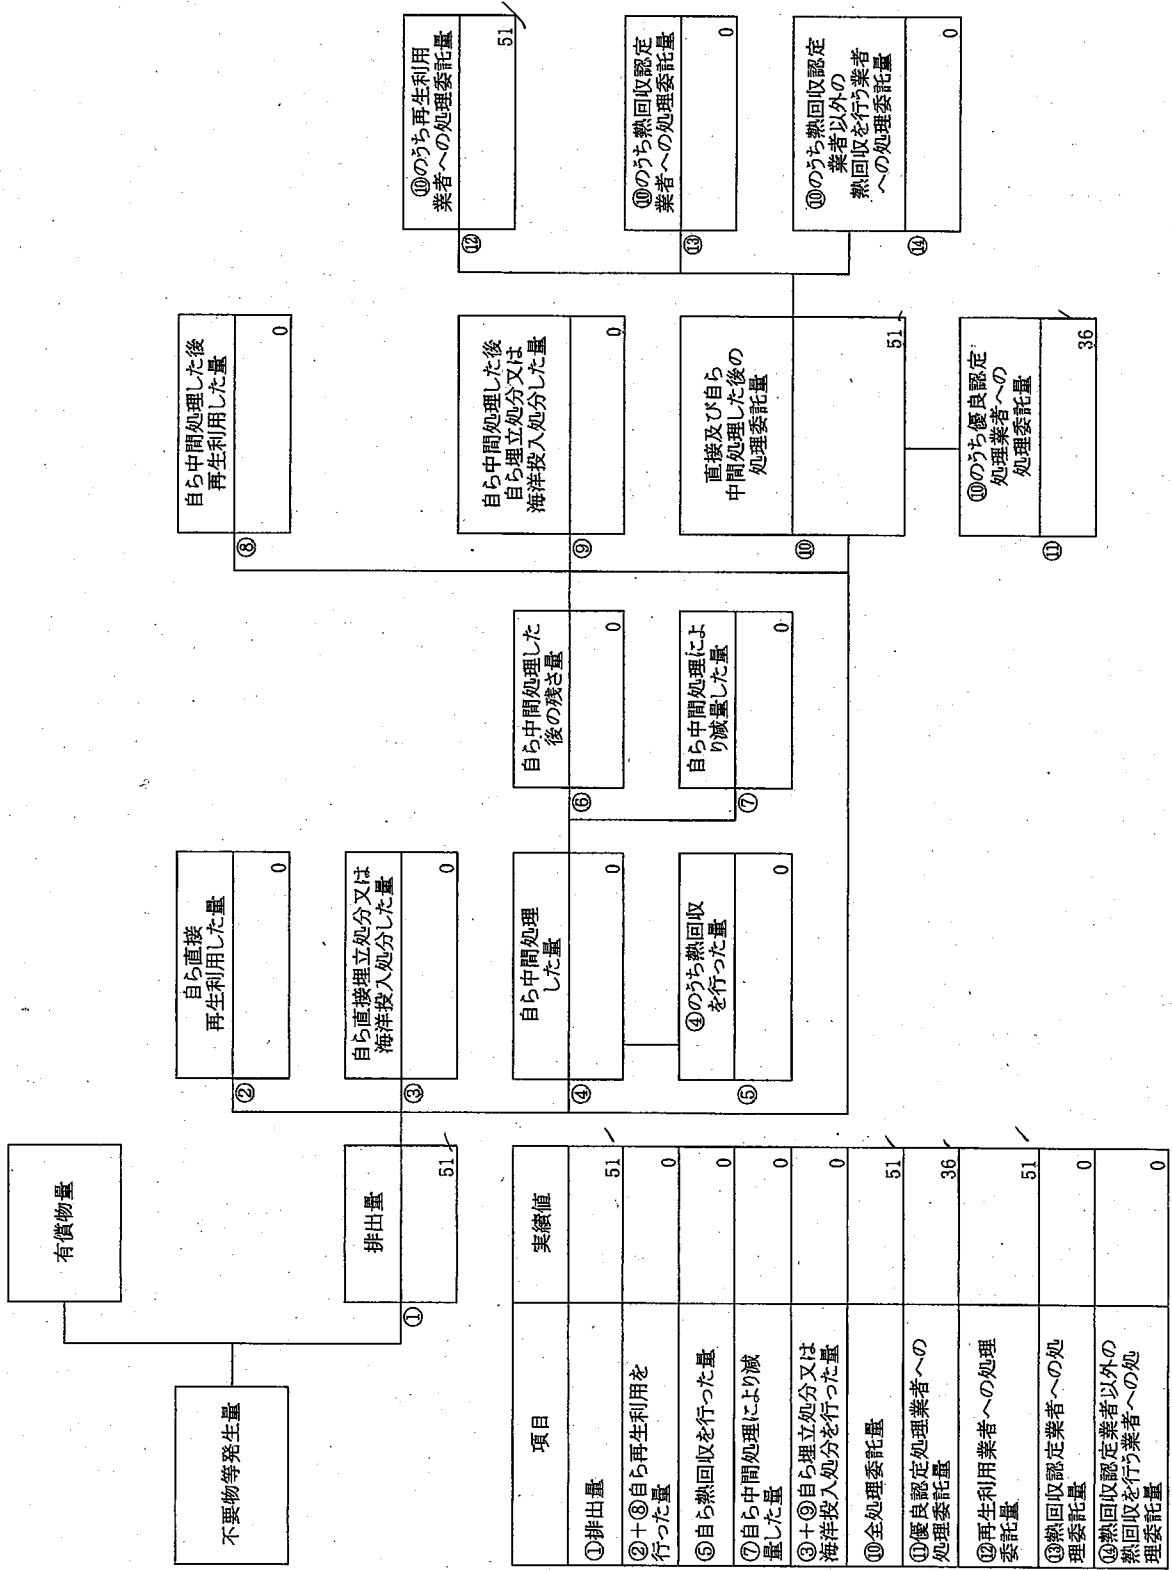 不要物等発生量
有償物量
①
排出量
51
②
自ら直接
再生利用した量
0
③
自ら直接埋立処分又は
海洋投入処分した量
0
④
自ら中間処理
した量
0
⑤
④のうち熱回収
を行った量
0
⑥
自ら中間処理した
後の残さ量
0
⑦
自ら中間処理によ
り減量した量
0
⑧
自ら中間処理した後
再生利用した量
0
⑨
自ら中間処理した後
自ら埋立処分又は
海洋投入処分した量
0
⑩
直接及び自ら
中間処理した後の
処理委託量
51
⑪
⑩のうち優良認定
処理業者への
処理委託量
36
⑫
⑩のうち再生利用
業者への処理委託量
51
⑬
⑩のうち熱回収認定
業者への処理委託量
0
⑭
⑩のうち熱回収認定
業者以外の
熱回収を行う業者
への処理委託量
0
項目 実績値
①排出量 51
②+⑧自ら再生利用を
行った量 0
⑤自ら熱回収を行った量 0
⑦自ら中間処理により減
量した量 0
③+⑨自ら埋立処分又は
海洋投入処分を行った量 0
⑩全処理委託量 51
⑪優良認定処理業者への
処理委託量 36
⑫再生利用業者への処理
委託量 51
⑬熱回収認定業者への処
理委託量 0
⑭熱回収認定業者以外の
熱回収を行う業者への処
理委託量 0